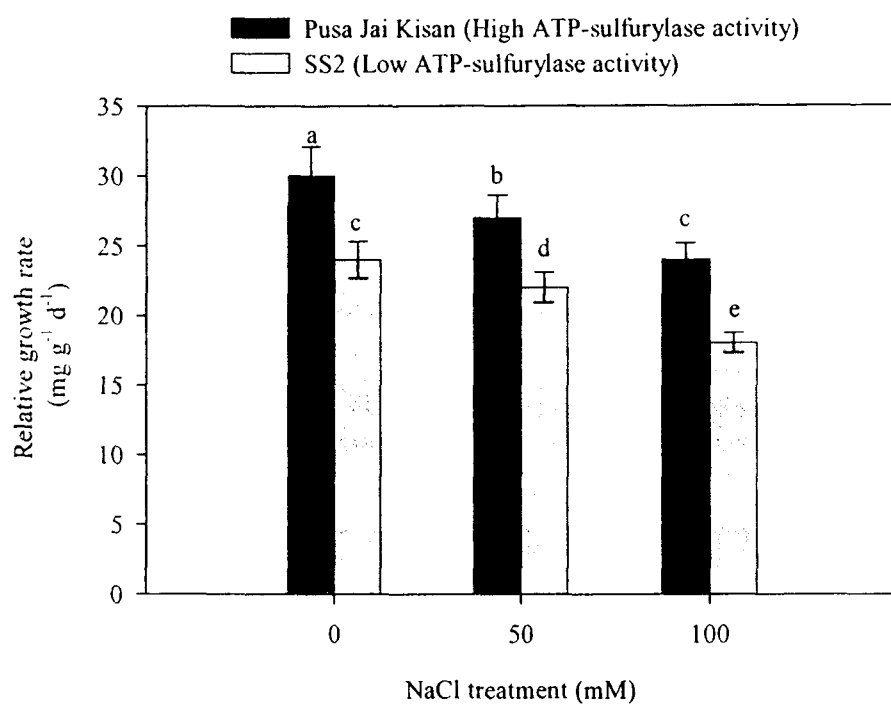 Pusa Jai Kisan (High ATP-sulfurylase activity)
SS2 (Low ATP-sulfurylase activity)
35
30
25
20
15
10
5
0
Relative growth rate
(mg g⁻¹ d⁻¹)
a
c
b
d
c
e
0 50 100
NaCl treatment (mM)